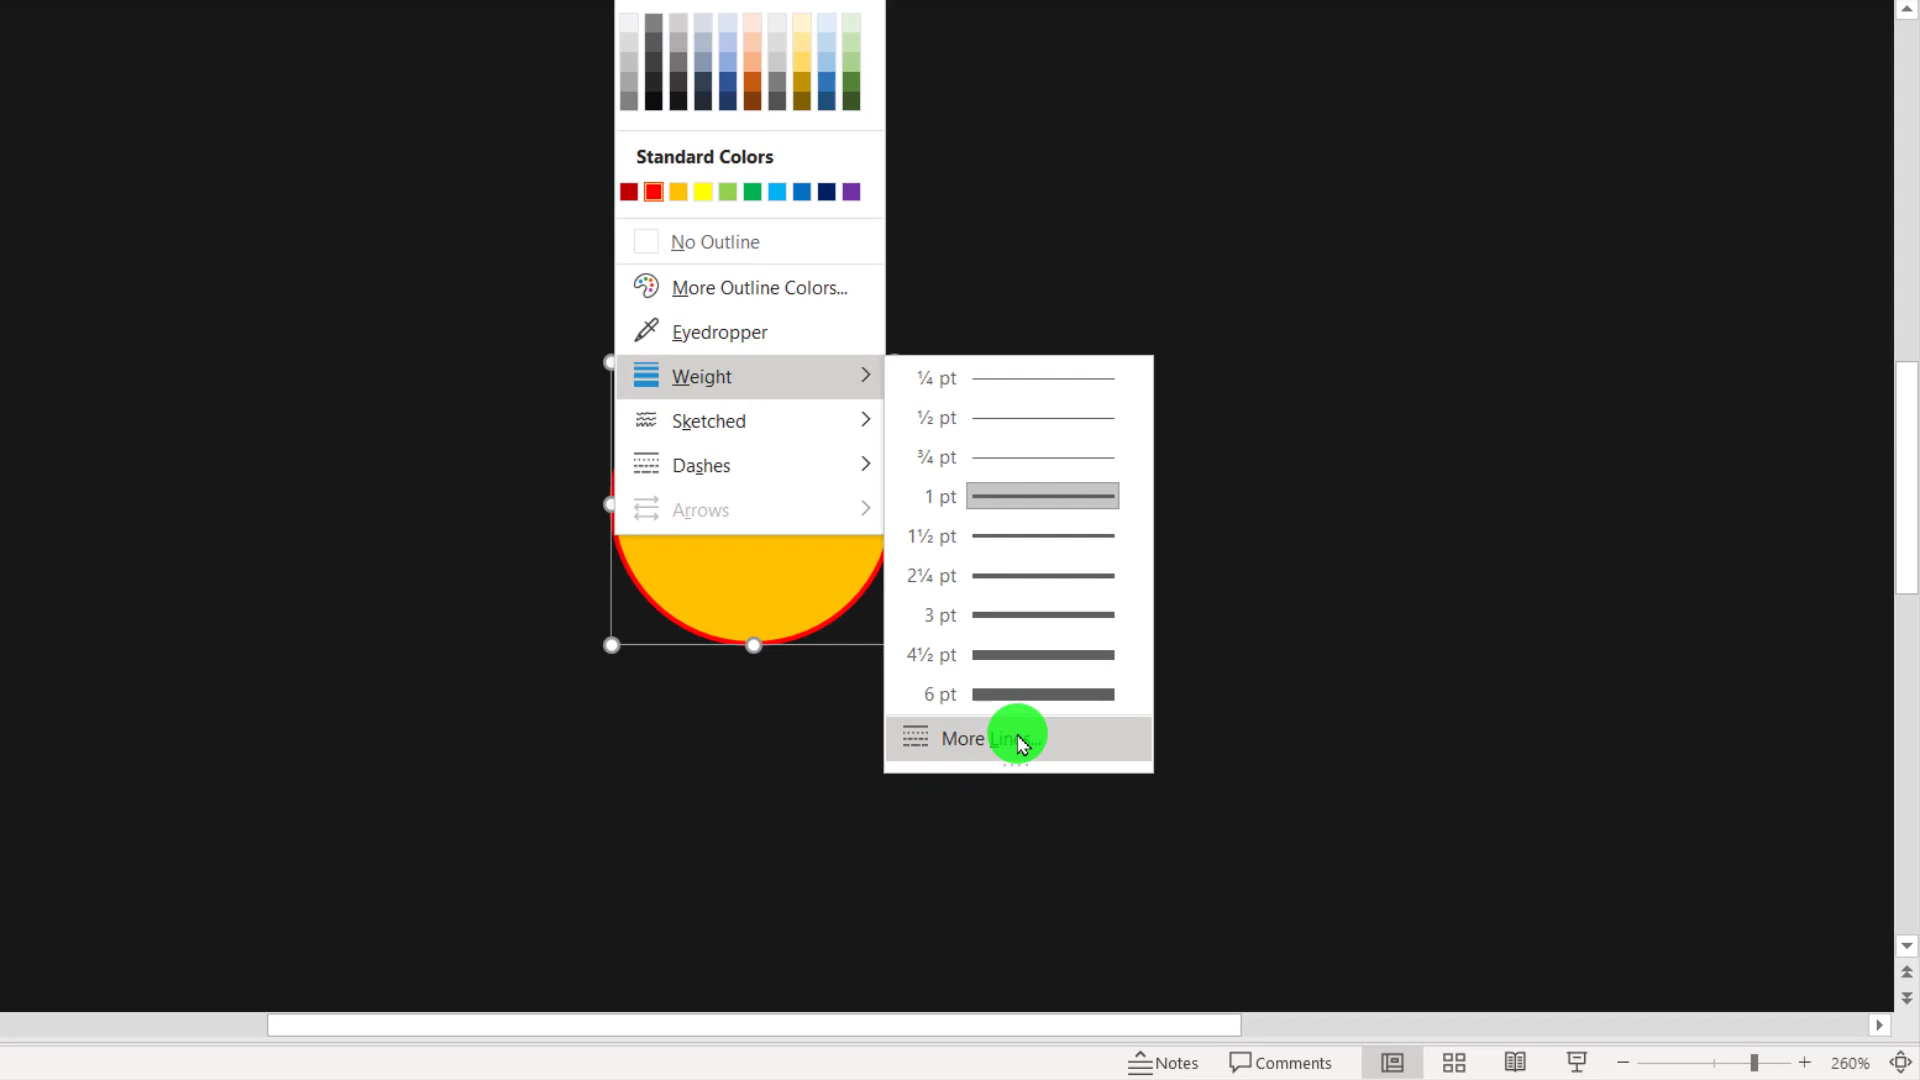 Standard Colors
No Outline
More Outline Colors...
Eyedropper
Weight
Sketched
Dashes
Arrows
¼ pt
½ pt
¾ pt
1 pt
1½ pt
2¼ pt
3 pt
4½ pt
6 pt
More Lines...
Notes
Comments
260%